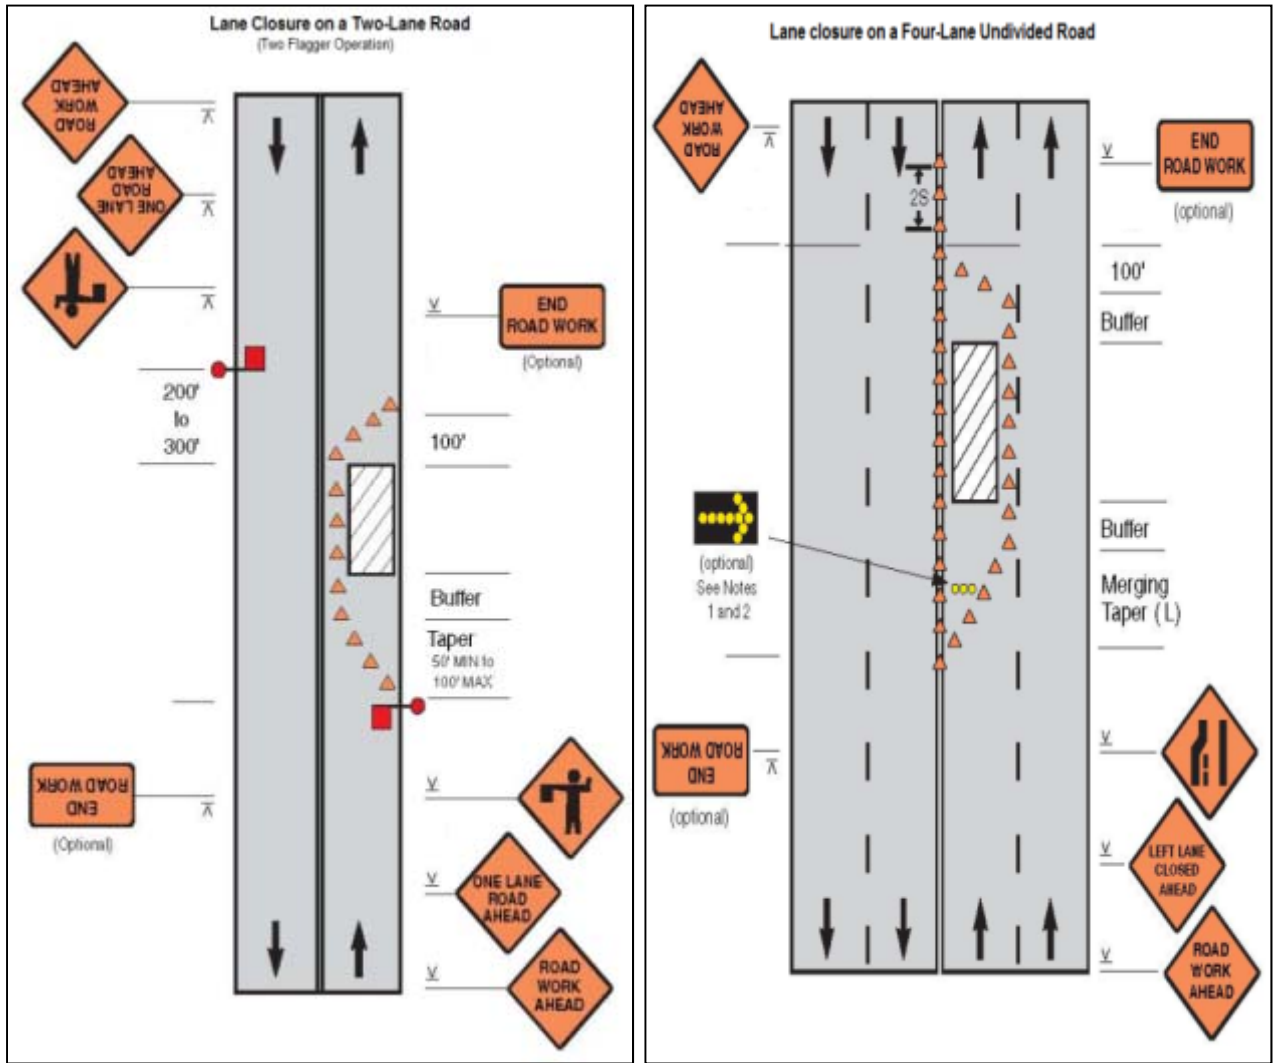 Lane Closure on a Two-Lane Road
(Two Flagger Operation)
ROAD
WORK
AHEAD
ONE LANE
ROAD
AHEAD
END
ROAD WORK
(Optional)
200'
to
300'
100'
Buffer
Taper
50' MIN to
100' MAX
END
ROAD WORK
(Optional)
ONE LANE
ROAD
AHEAD
ROAD
WORK
AHEAD
Lane closure on a Four-Lane Undivided Road
ROAD
WORK
AHEAD
END
ROAD WORK
(optional)
2S
100'
Buffer
(optional)
See Notes
1 and 2
Buffer
Merging
Taper (L)
END
ROAD WORK
(optional)
LEFT LANE
CLOSED
AHEAD
ROAD
WORK
AHEAD